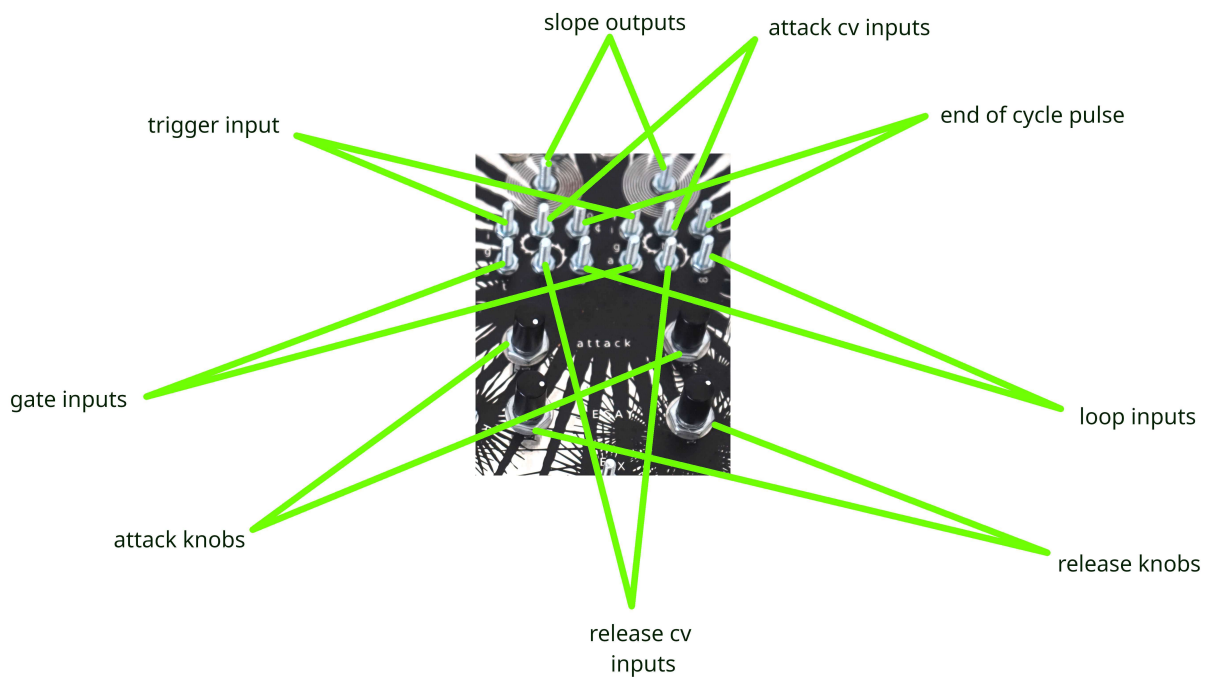 slope outputs
attack cv inputs
trigger input
end of cycle pulse
attack
gate inputs
ECAY
loop inputs
X
attack knobs
release knobs
release cv
inputs